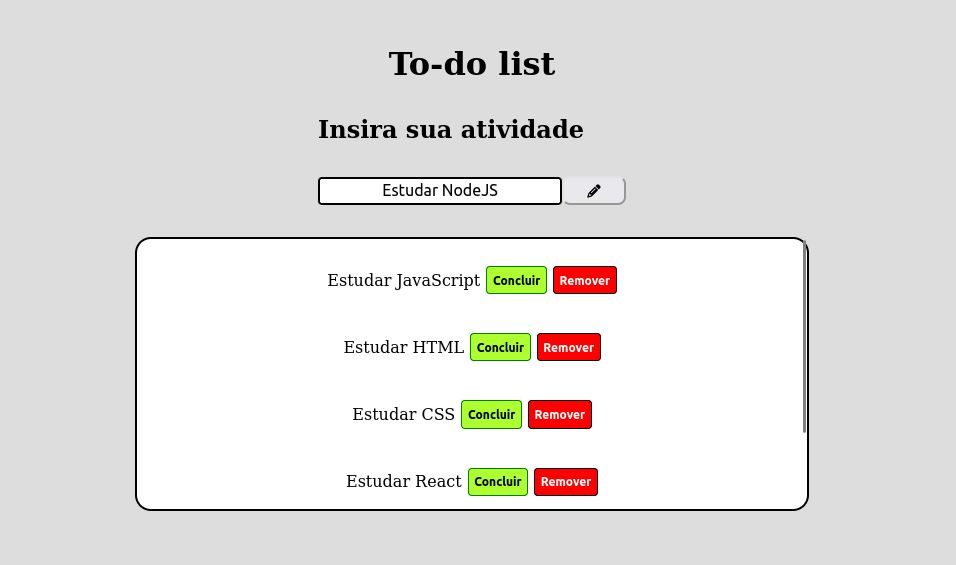 To-do list
Insira sua atividade
Estudar NodeJS
Estudar JavaScript Concluir Remover
Estudar HTML Concluir Remover
Estudar CSS Concluir Remover
Estudar React Concluir Remover